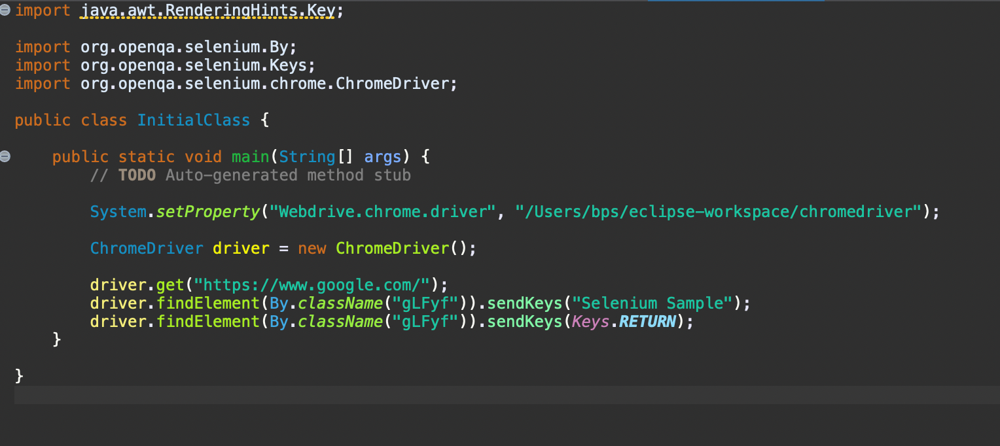 import java.awt.RenderingHints.Key;
import org.openqa.selenium.By;
import org.openqa.selenium.Keys;
import org.openqa.selenium.chrome.ChromeDriver;
public class InitialClass {
public static void main(String[] args) {
// TODO Auto-generated method stub
System.setProperty("Webdrive.chrome.driver", "/Users/bps/eclipse-workspace/chromedriver");
ChromeDriver driver = new ChromeDriver();
driver.get("https://www.google.com/");
driver.findElement(By.className("gLFyf")).sendKeys("Selenium Sample");
driver.findElement(By.className("gLFyf")).sendKeys(Keys.RETURN);
}
}